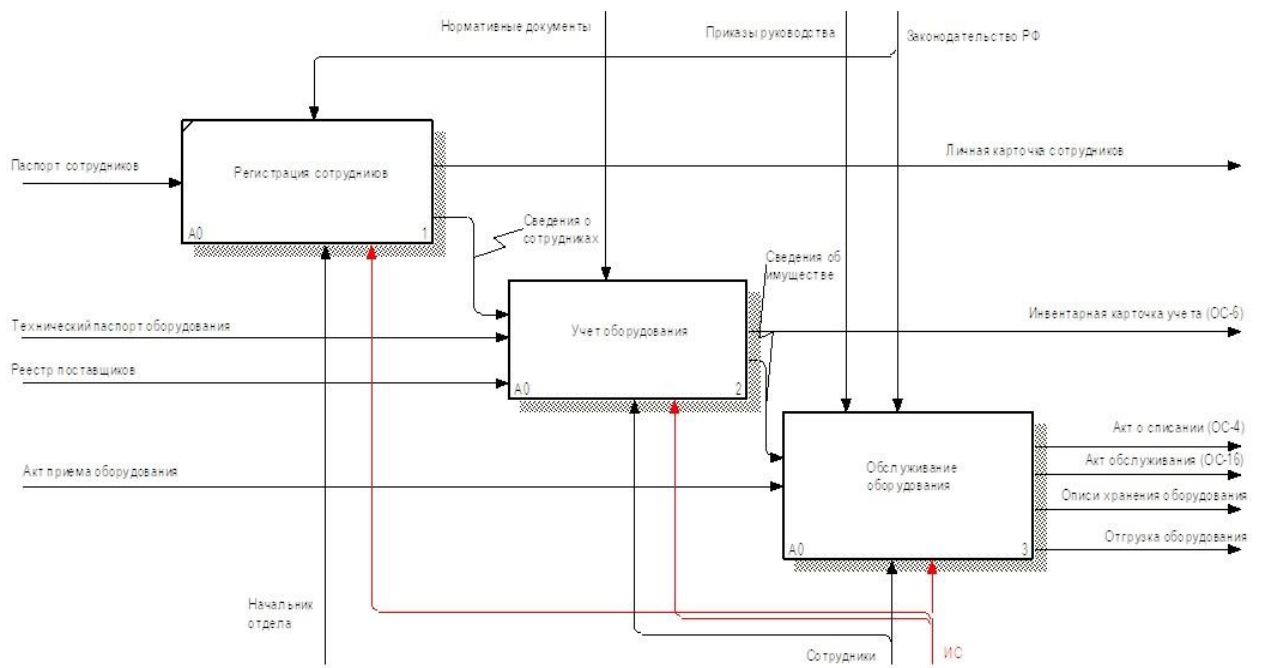 Нормативные документы
Приказы руководства
Законодательство РФ
Паспорт сотрудников
Регистрация сотрудников
Личная карточка сотрудников
A0
1
Сведения о
сотрудниках
Сведения об
имуществе
Технический паспорт оборудования
Учет оборудования
Инвентарная карточка учета (ОС-6)
Реестр поставщиков
A0
2
Акт о списании (ОС-4)
Акт приема оборудования
Обслуживание
оборудования
Акт обслуживания (ОС-16)
Описи хранения оборудования
Отгрузка оборудования
A0
3
Начальник
отдела
Сотрудники
ИС